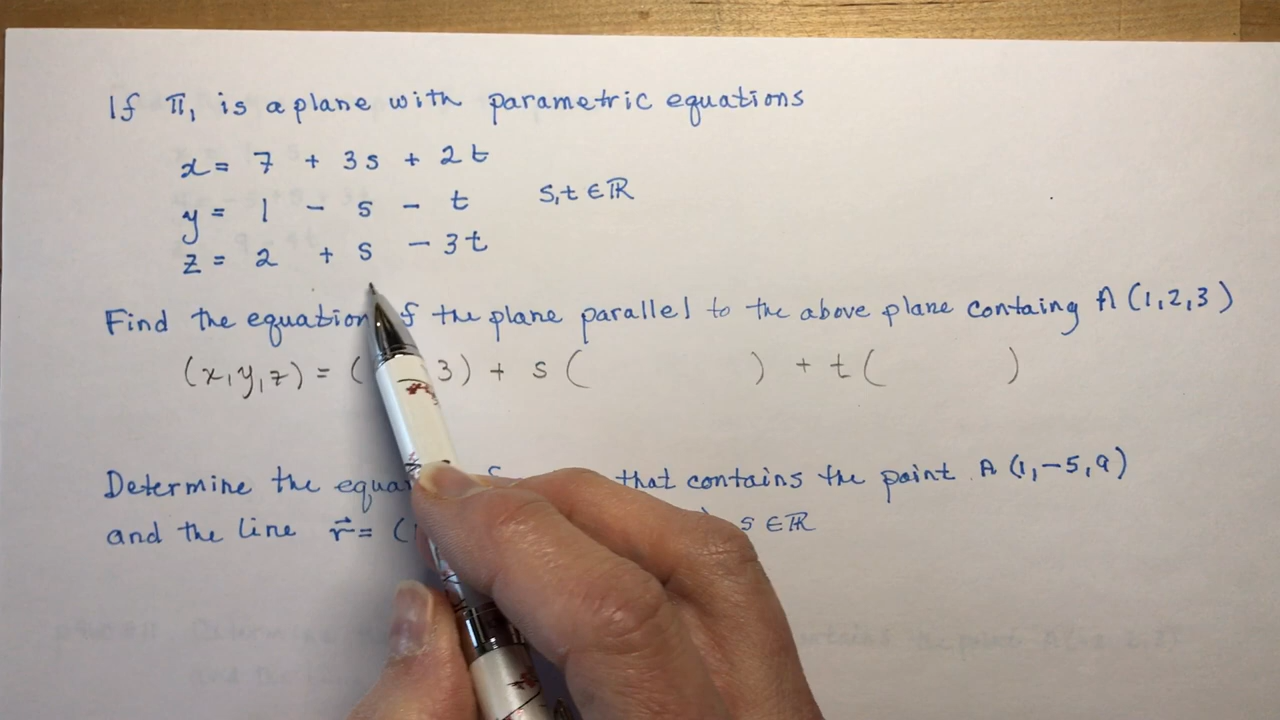 If π₁ is a plane with parametric equations
x = 7 + 3s + 2t
y = 1 - s - t
s,t ∈ ℝ
z = 2 + s - 3t
Find the equation of the plane parallel to the above plane containg A (1,2,3)
(x,y,z) = ( 3) + s ( ) + t ( )
Determine the that contains the point A (1,-5,9)
and the line r⃗ = ( ) s ∈ ℝ